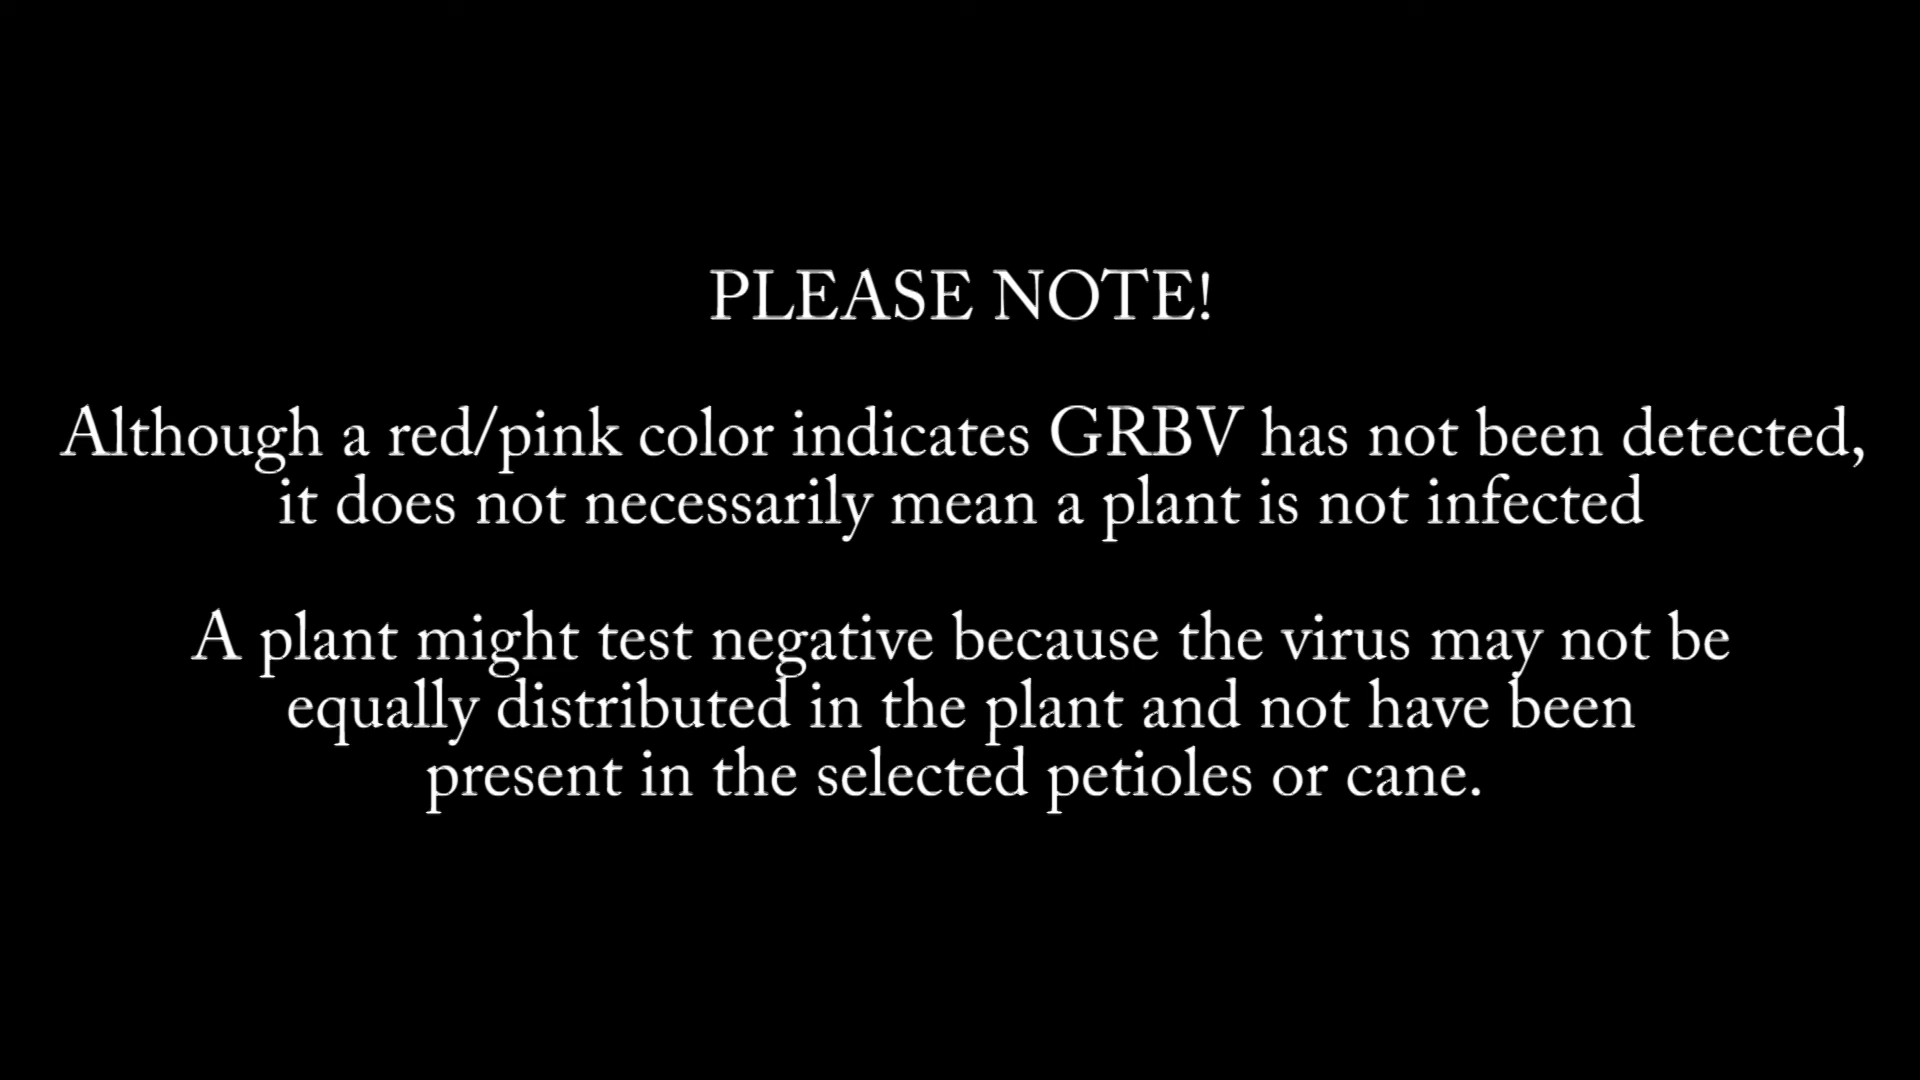 PLEASE NOTE!
Although a red/pink color indicates GRBV has not been detected,
it does not necessarily mean a plant is not infected
A plant might test negative because the virus may not be
equally distributed in the plant and not have been
present in the selected petioles or cane.